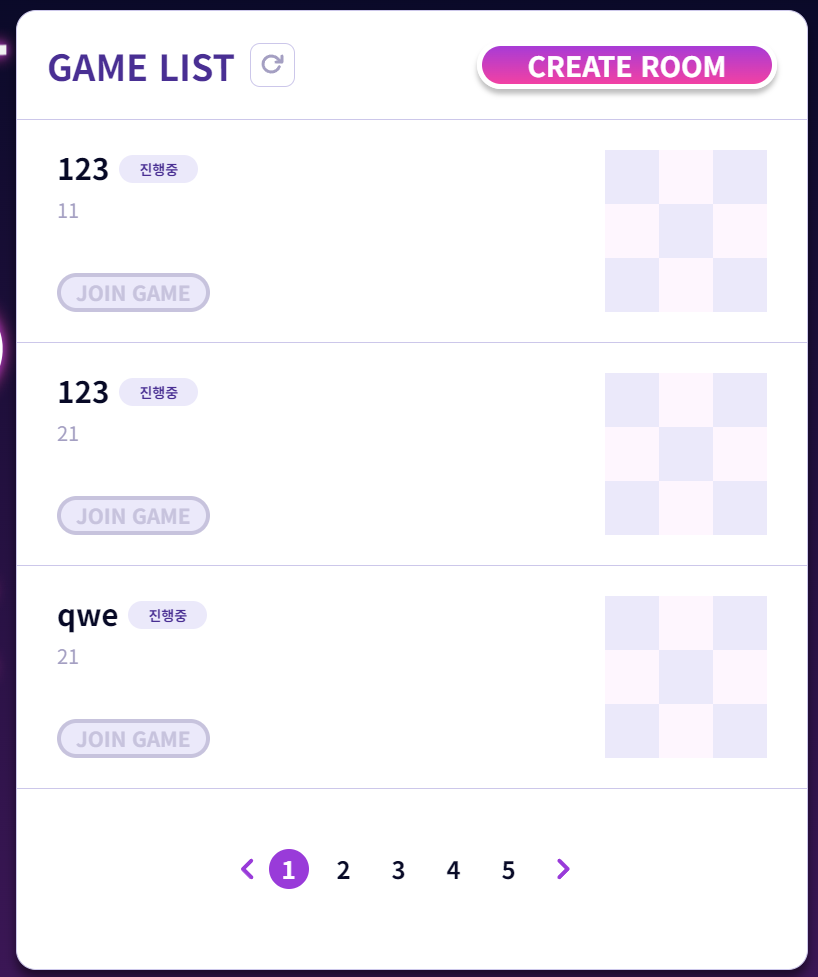 GAME LIST
CREATE ROOM
123 진행중
11
JOIN GAME
123 진행중
21
JOIN GAME
qwe 진행중
21
JOIN GAME
1 2 3 4 5